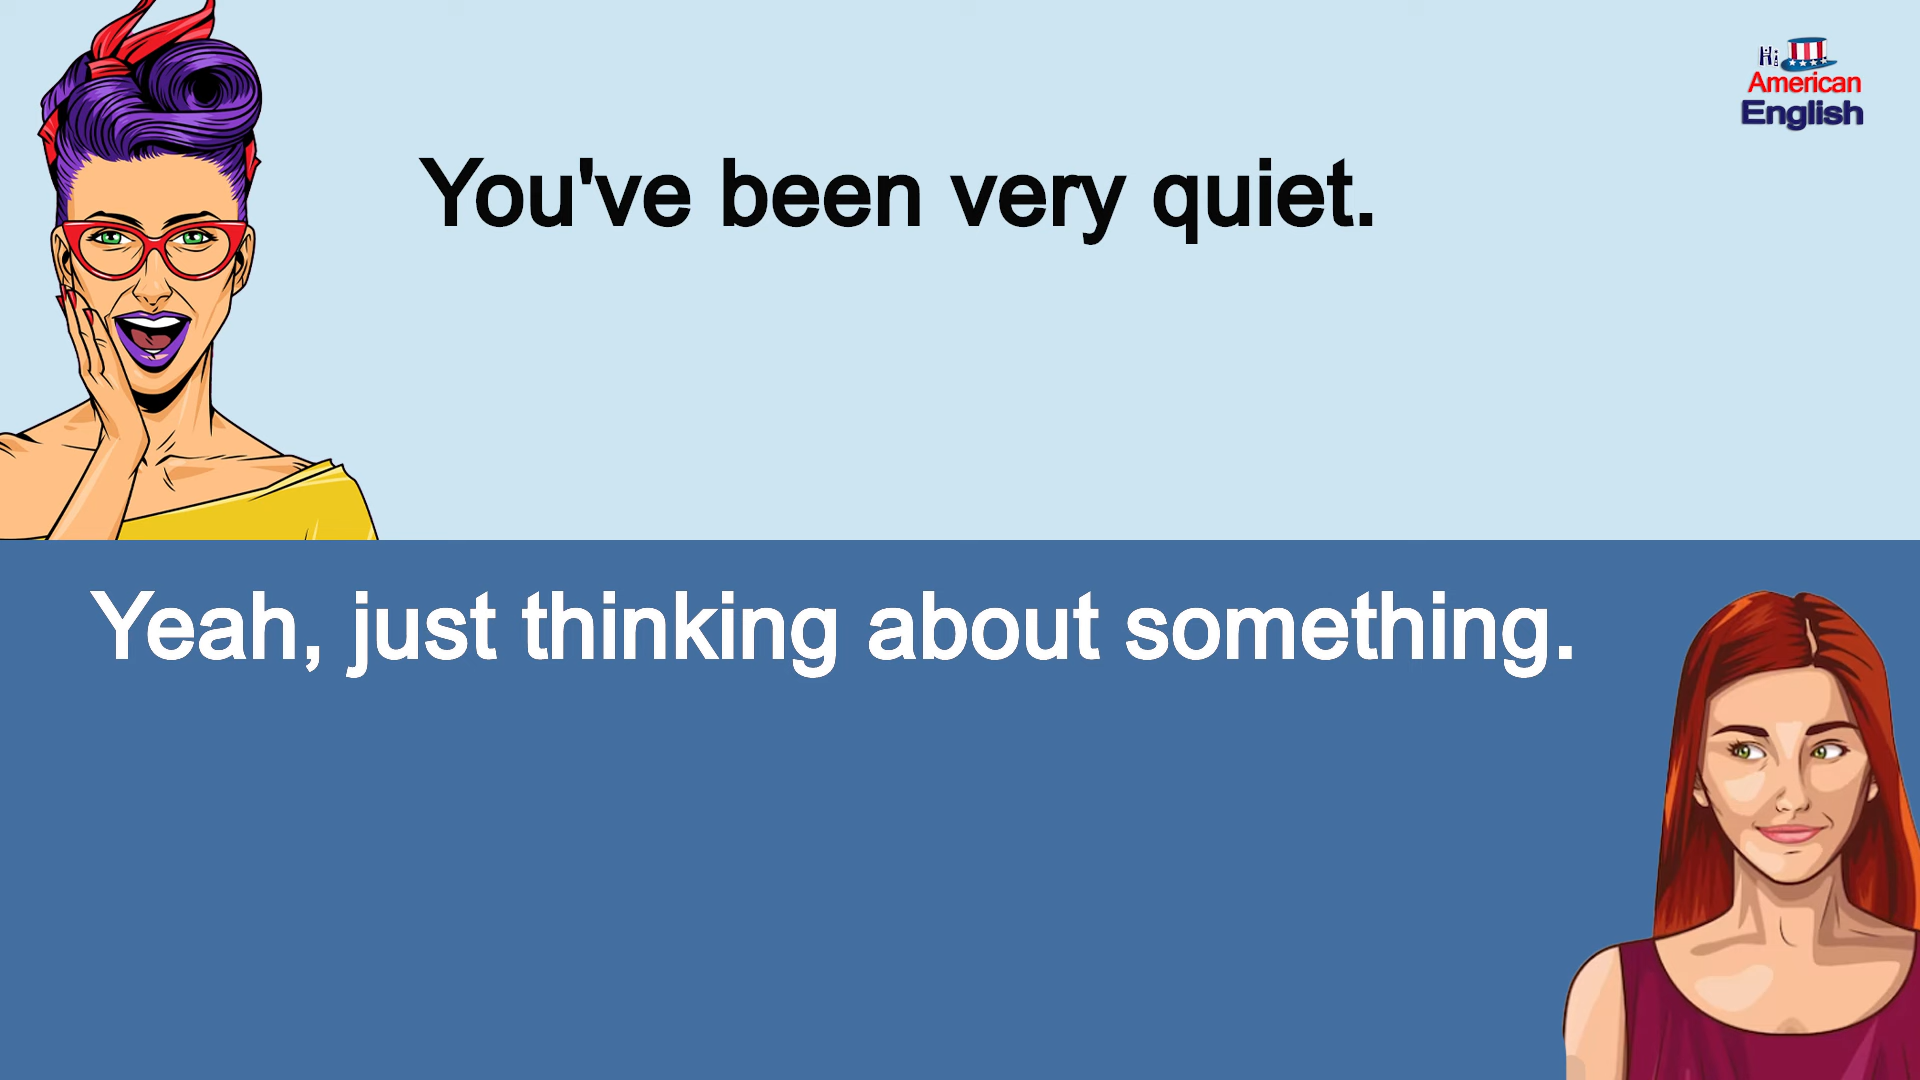 Hi
American
English
You've been very quiet.
Yeah, just thinking about something.